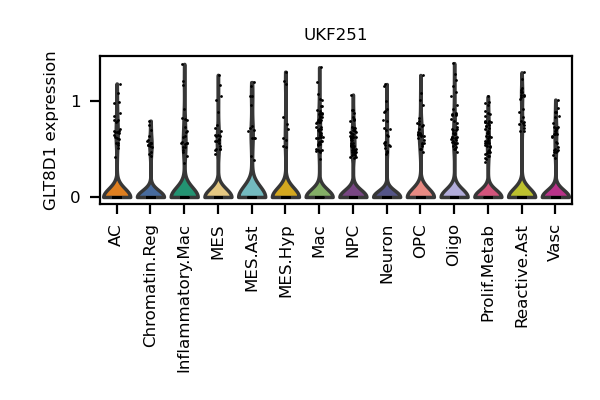 UKF251
GLT8D1 expression
1
0
AC
Chromatin.Reg
Inflammatory.Mac
MES
MES.Ast
MES.Hyp
Mac
NPC
Neuron
OPC
Oligo
Prolif.Metab
Reactive.Ast
Vasc